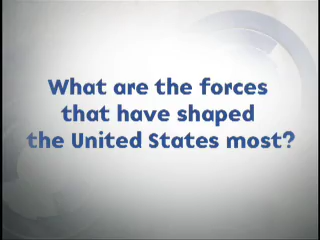 What are the forces
that have shaped
the United States most?